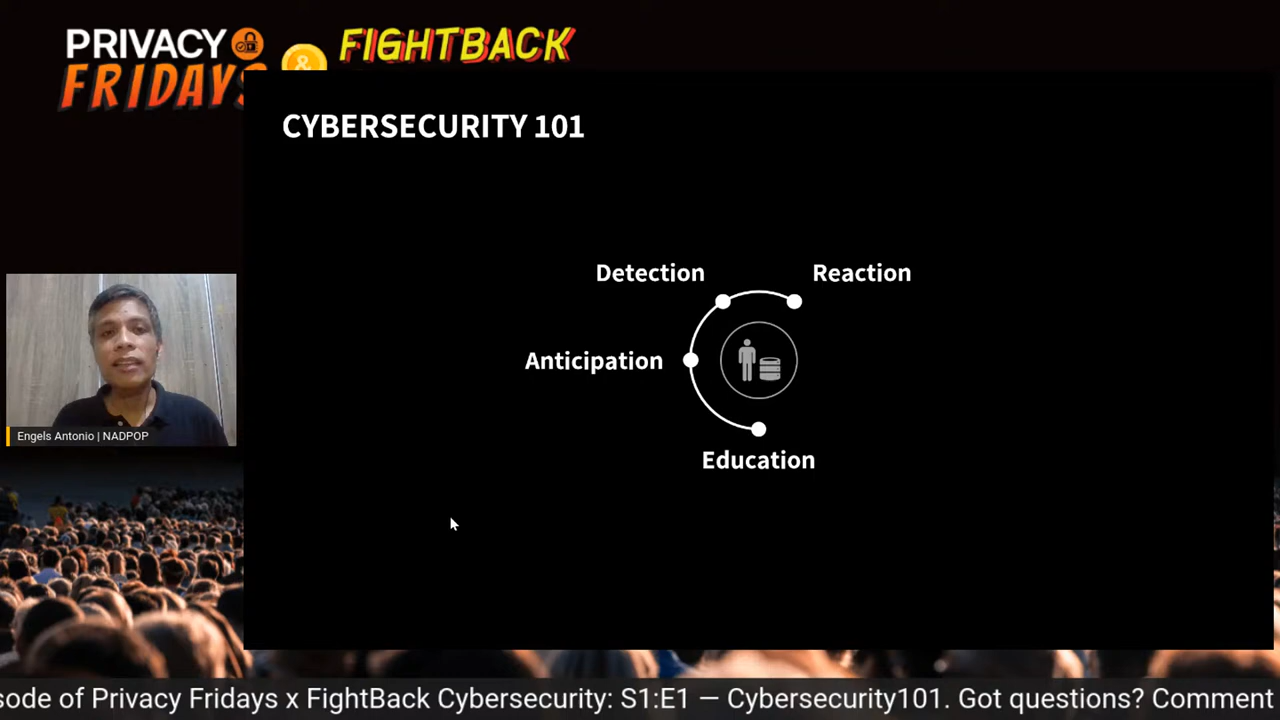 PRIVACY
FRIDAYS
&
FIGHTBACK
CYBERSECURITY 101
Detection
Reaction
Anticipation
Education
Engels Antonio | NADPOP
sode of Privacy Fridays x FightBack Cybersecurity: S1:E1 — Cybersecurity101. Got questions? Comment